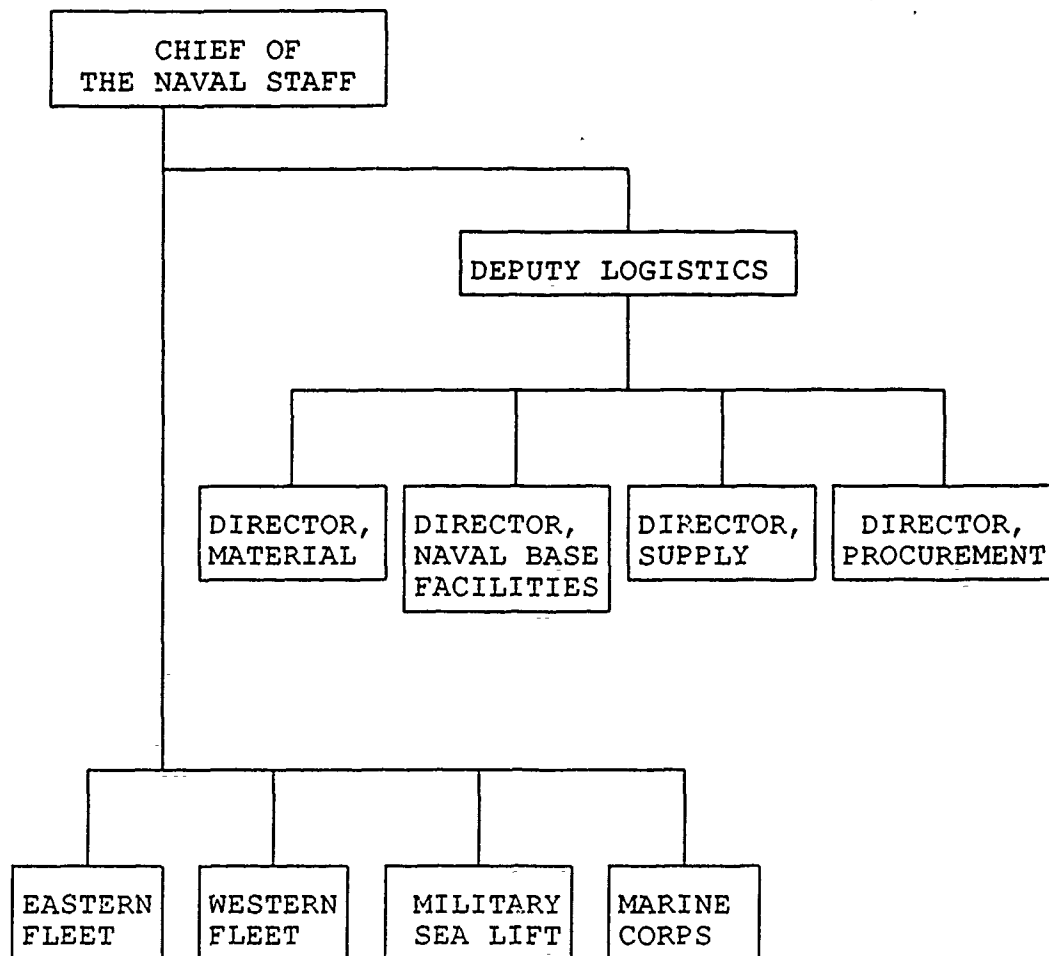 CHIEF OF
THE NAVAL STAFF
DEPUTY LOGISTICS
DIRECTOR,
MATERIAL
DIRECTOR,
NAVAL BASE
FACILITIES
DIRECTOR,
SUPPLY
DIRECTOR,
PROCUREMENT
EASTERN
FLEET
WESTERN
FLEET
MILITARY
SEA LIFT
MARINE
CORPS